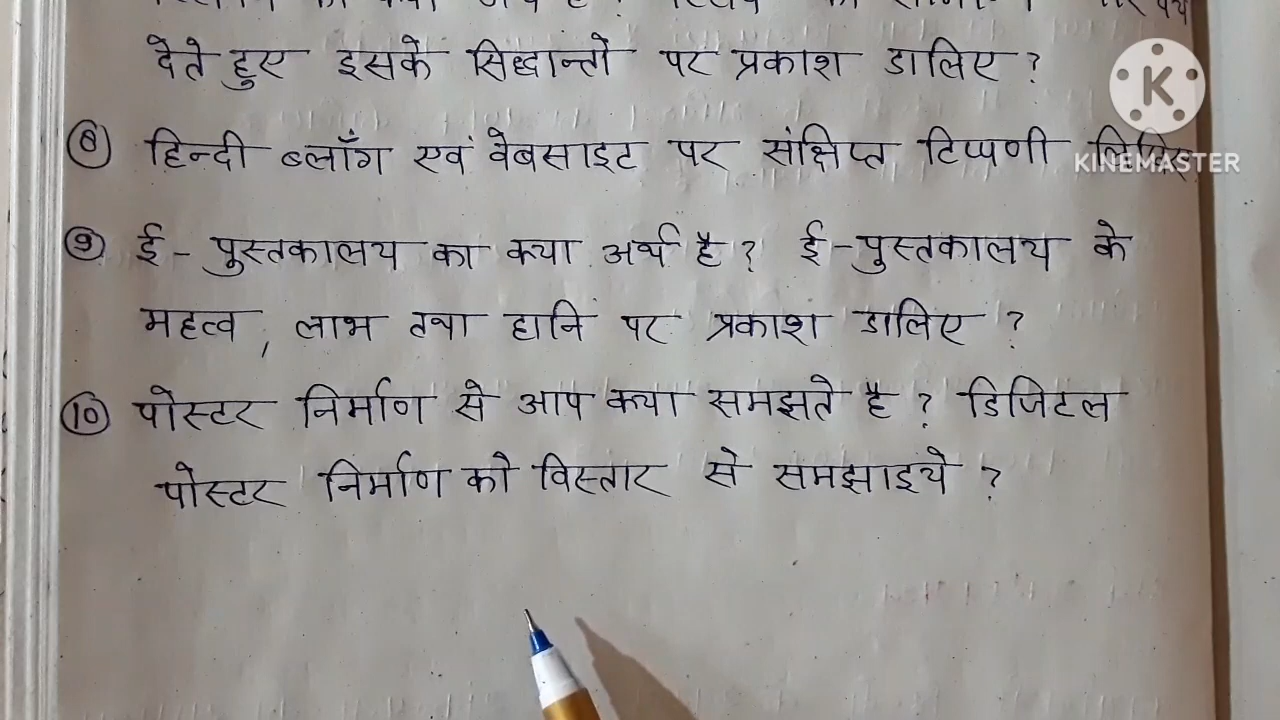 देते हुए इसके सिद्धान्तो पर प्रकाश डालिए ?
K
⑧ हिन्दी ब्लॉग एवं वेबसाइट पर संक्षिप्त टिप्पणी
KINEMASTER
⑨ ई - पुस्तकालय का क्या अर्थ है ? ई - पुस्तकालय के
महत्व , लाभ तथा हानि पर प्रकाश डालिए ?
⑩ पोस्टर निर्माण से आप क्या समझते है ? डिजिटल
पोस्टर निर्माण को विस्तार से समझाइये ?